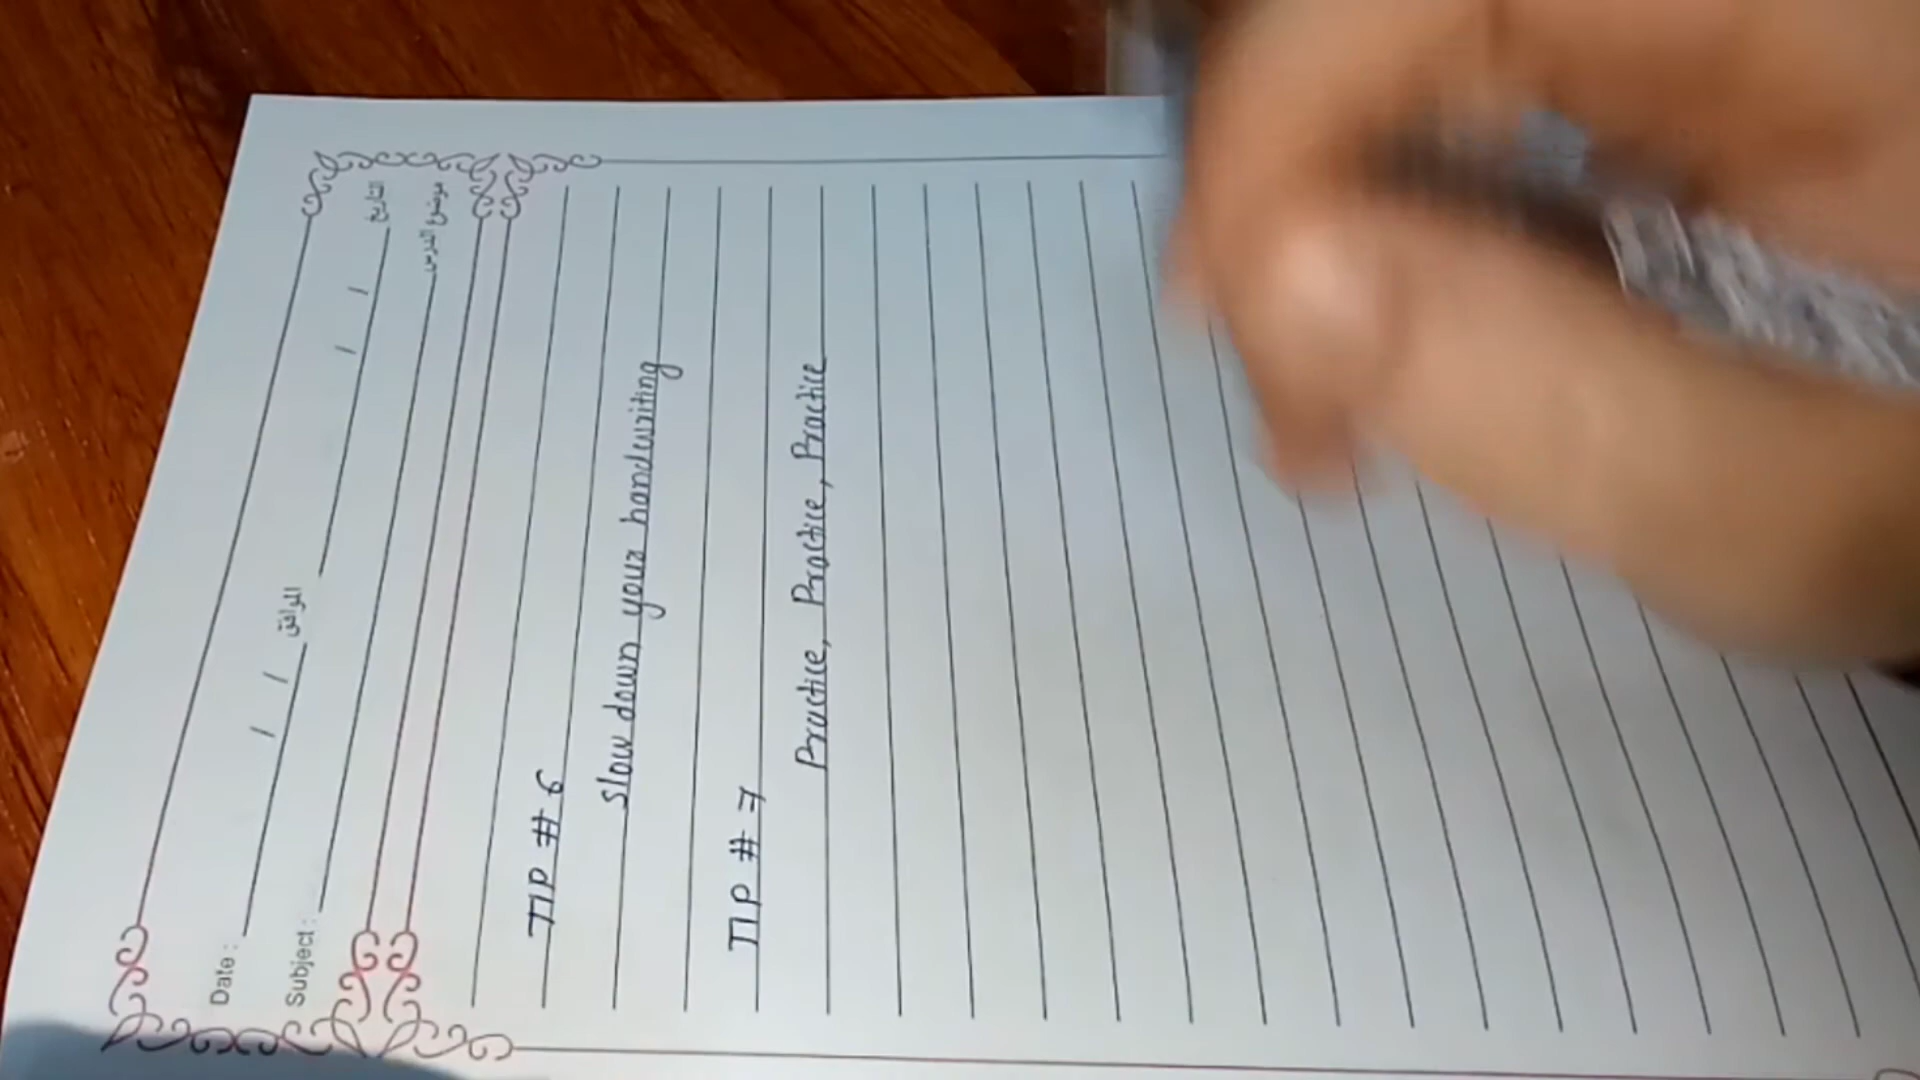 التاريخ / / الموافق / / Date :
موضوع الدرس Subject :
TIP # 6
Slow down your handwriting
TIP # 7
Practice, Practice, Practice